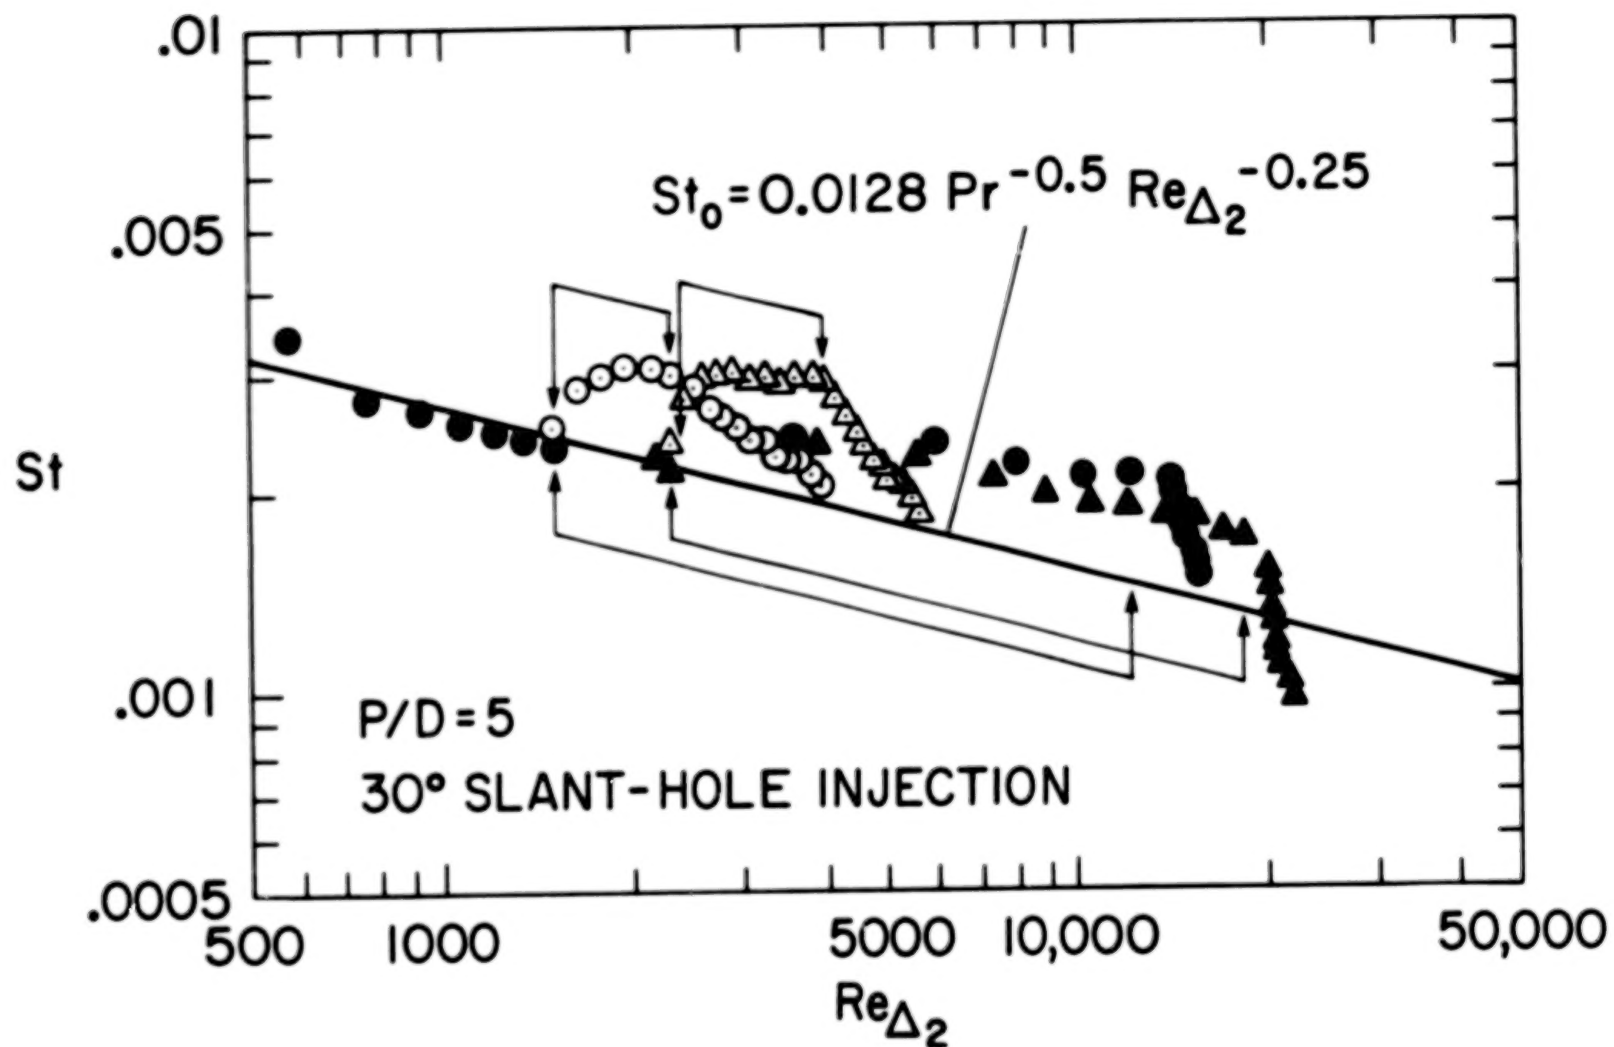 .01
St₀=0.0128 Pr⁻⁰·⁵ Re_Δ₂⁻⁰·²⁵
.005
St
.001
P/D=5
30° SLANT-HOLE INJECTION
.0005
500 1000 5000 10,000 50,000
Re_Δ₂